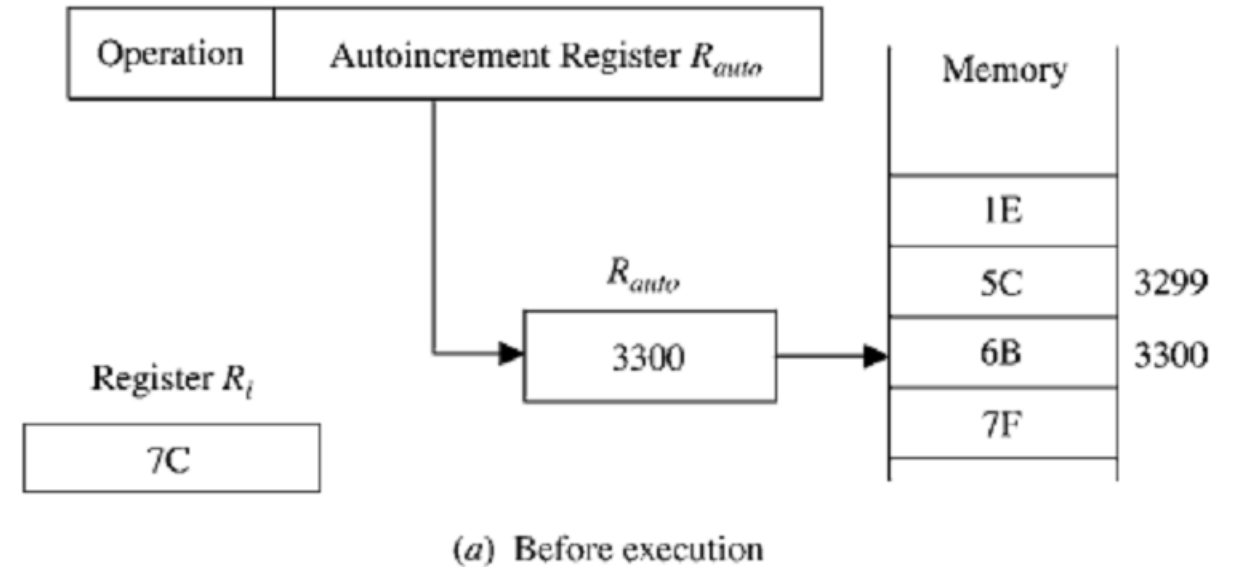 Operation
Autoincrement Register R_auto
Memory
1E
R_auto
5C 3299
3300
6B 3300
Register R_i
7F
7C
(a) Before execution